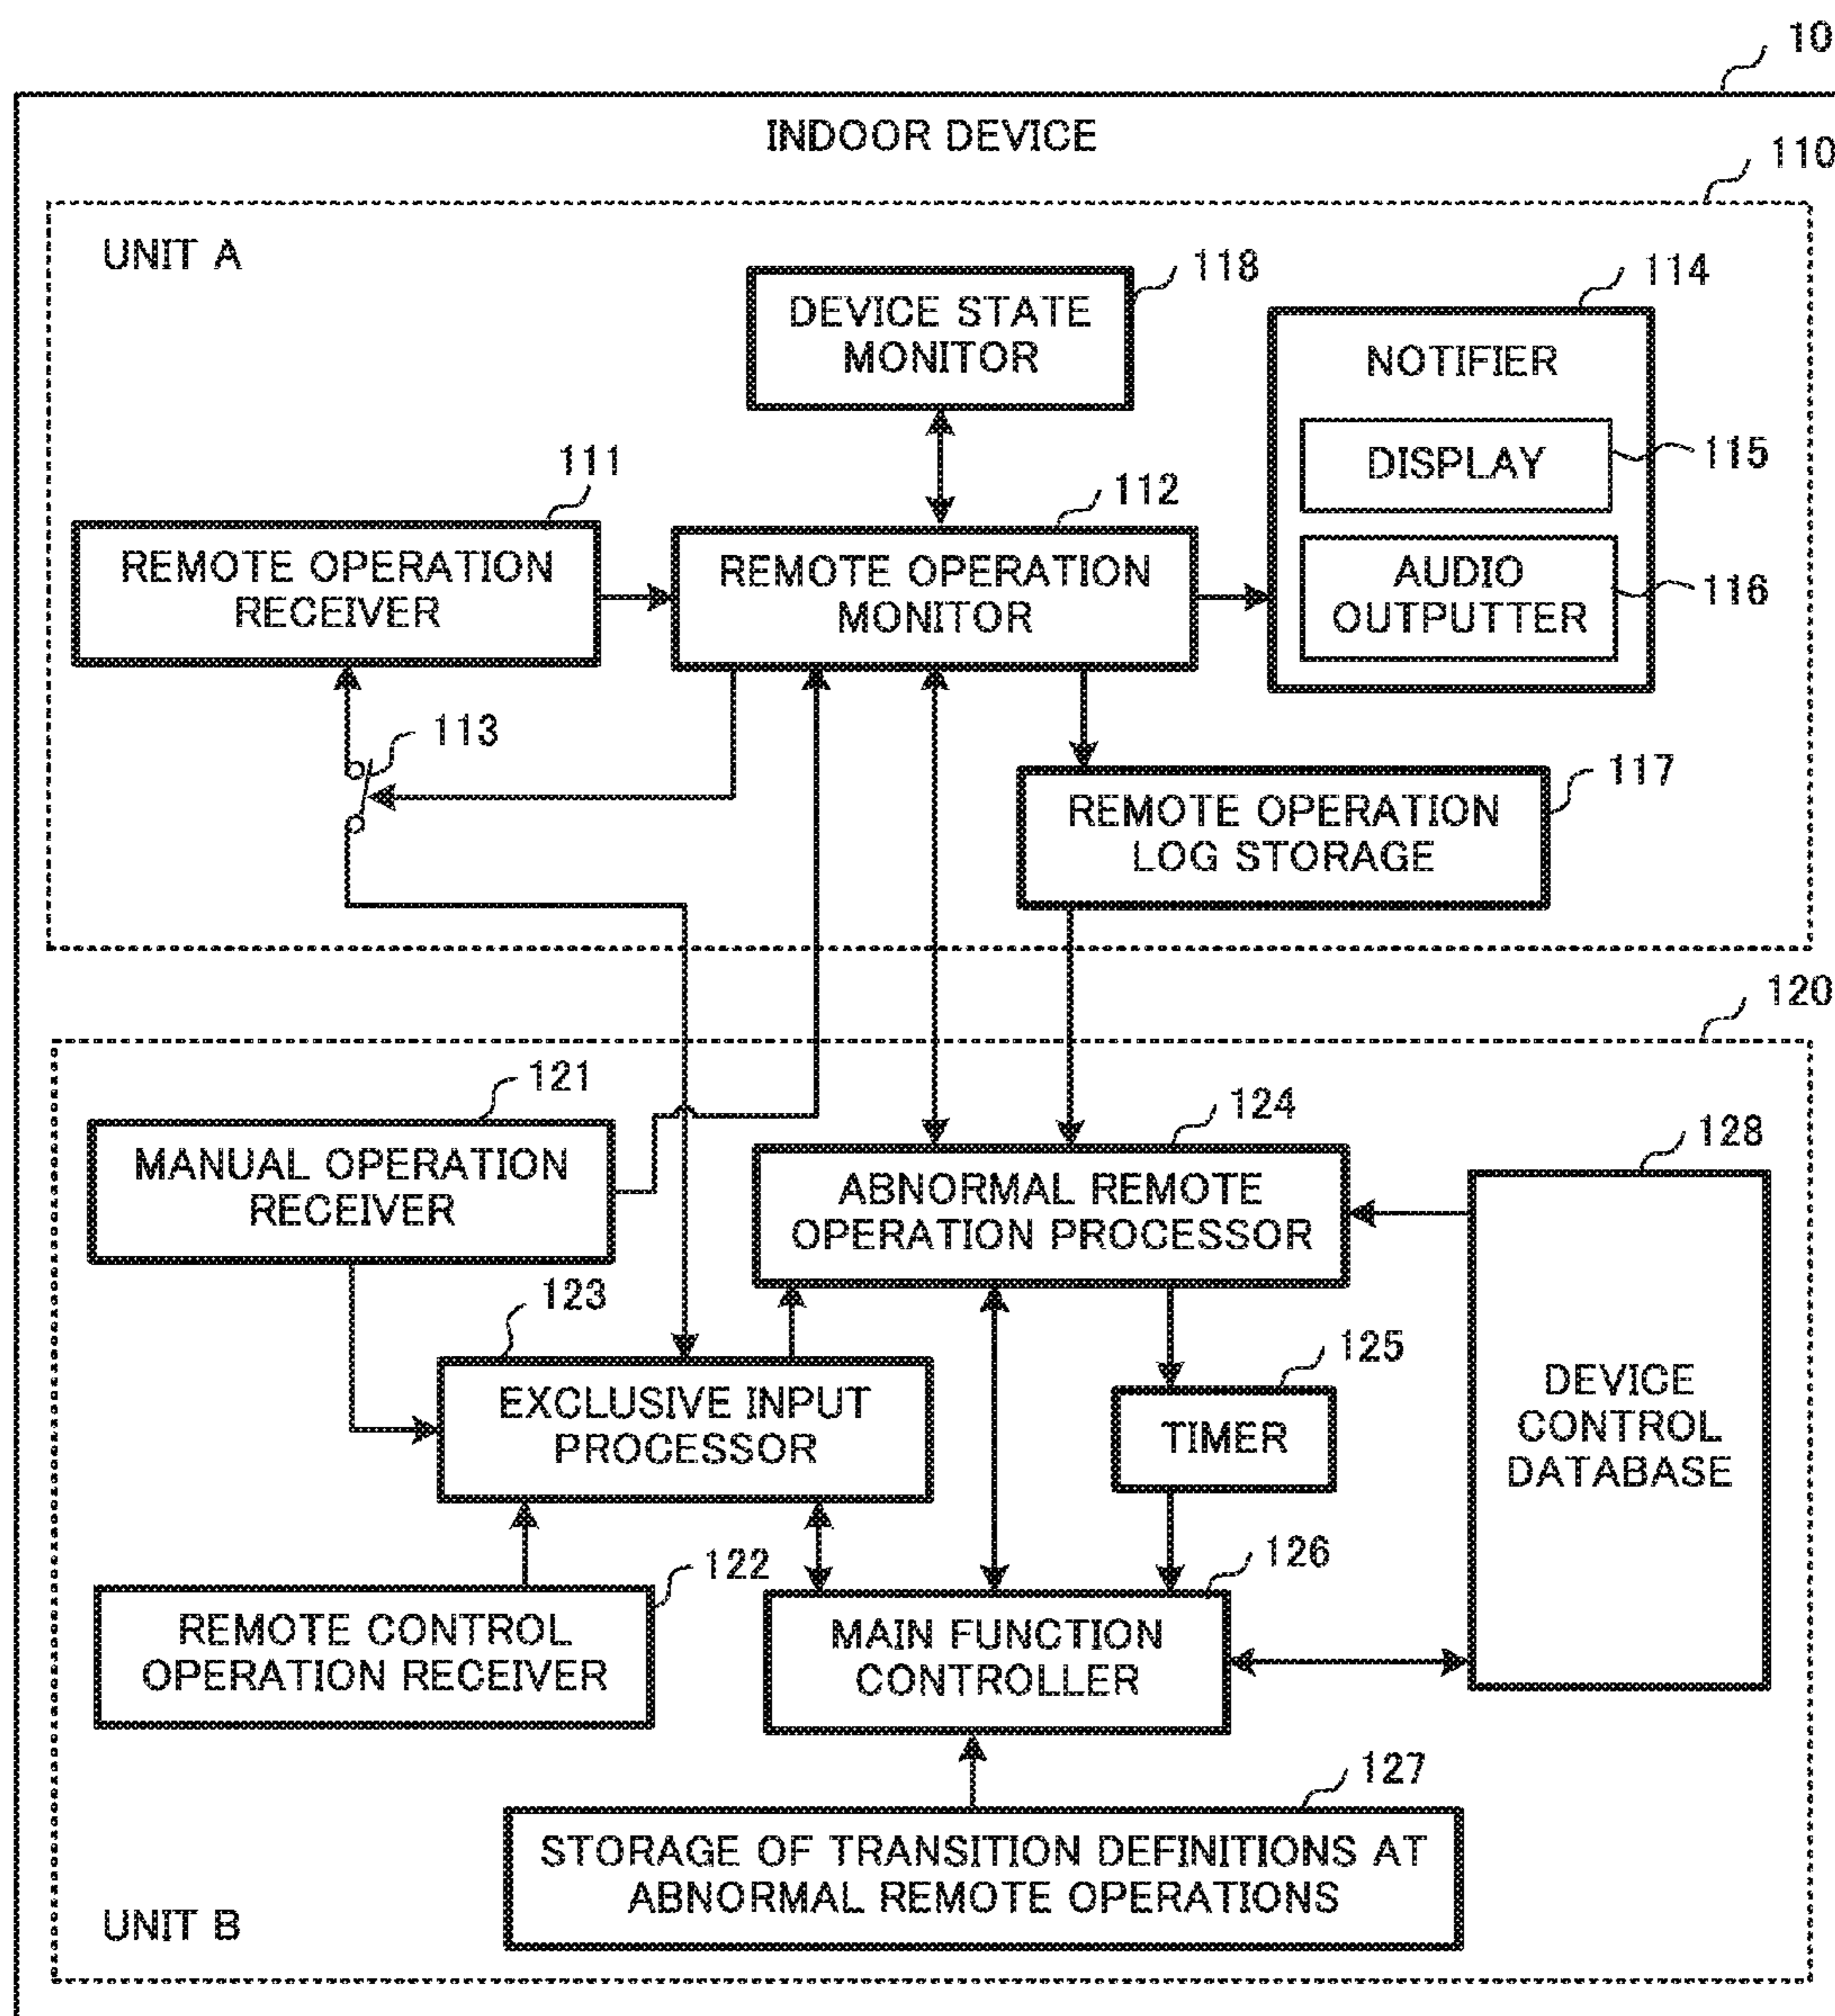 10
INDOOR DEVICE
110
UNIT A
118
DEVICE STATE
MONITOR
114
NOTIFIER
DISPLAY
115
AUDIO
OUTPUTTER
116
111
REMOTE OPERATION
RECEIVER
112
REMOTE OPERATION
MONITOR
113
117
REMOTE OPERATION
LOG STORAGE
120
121
MANUAL OPERATION
RECEIVER
124
ABNORMAL REMOTE
OPERATION PROCESSOR
128
DEVICE
CONTROL
DATABASE
123
EXCLUSIVE INPUT
PROCESSOR
125
TIMER
122
REMOTE CONTROL
OPERATION RECEIVER
126
MAIN FUNCTION
CONTROLLER
127
STORAGE OF TRANSITION DEFINITIONS AT
ABNORMAL REMOTE OPERATIONS
UNIT B